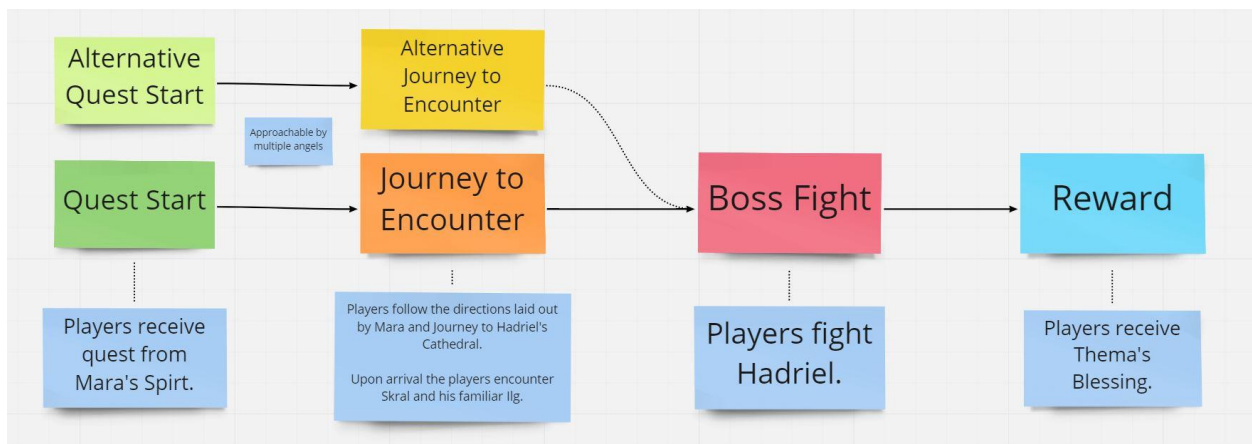 Alternative
Quest Start
Alternative
Journey to
Encounter
Approachable by
multiple angels
Quest Start
Journey to
Encounter
Boss Fight
Reward
Players receive
quest from
Mara's Spirt.
Players follow the directions laid out
by Mara and Journey to Hadriel's
Cathedral.
Upon arrival the players encounter
Skral and his familiar Ilg.
Players fight
Hadriel.
Players receive
Thema's
Blessing.